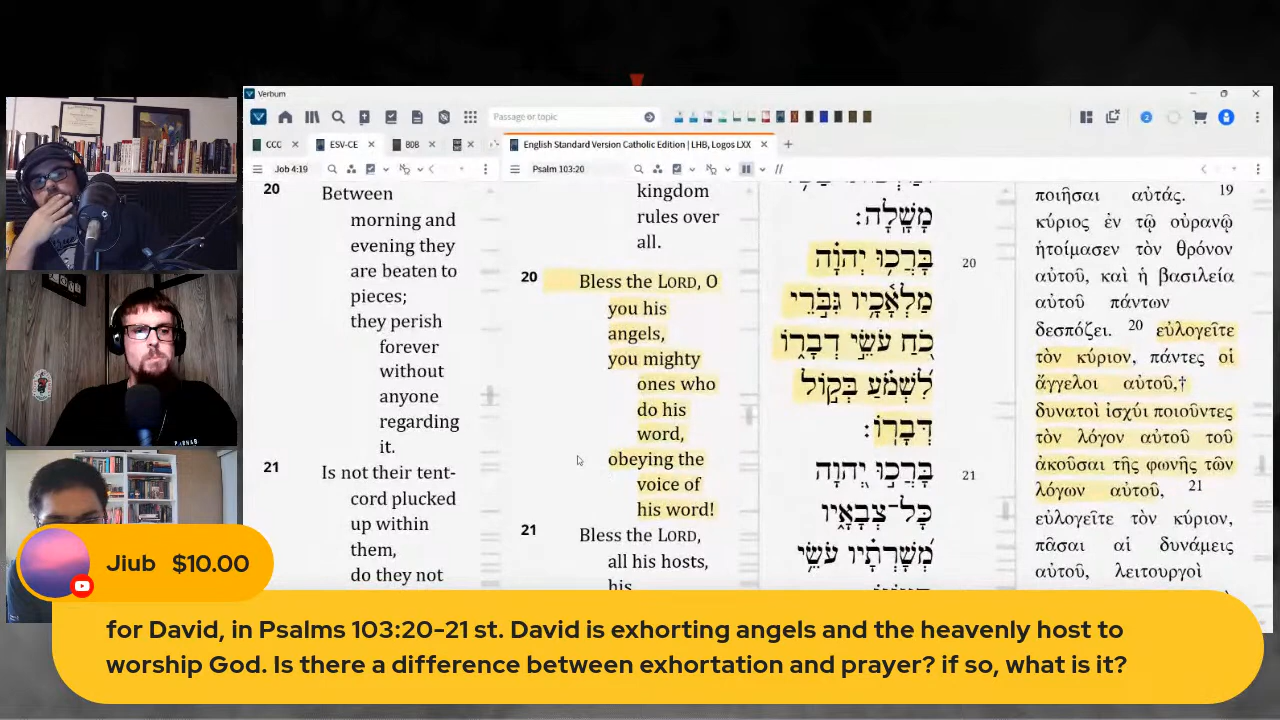 Verbum
Passage or topic
CCC
ESV-CE
BDB
English Standard Version Catholic Edition | LHB, Logos LXX
Job 4:19
Psalm 103:20
20 Between
morning and
evening they
are beaten to
pieces;
they perish
forever
without
anyone
regarding
it.
21 Is not their tent-
cord plucked
up within
them,
do they not
kingdom
rules over
all.
20 Bless the LORD, O
you his
angels,
you mighty
ones who
do his
word,
obeying the
voice of
his word!
21 Bless the LORD,
all his hosts,
his
מָשָׁלָה׃
20 בָּרֲכוּ יְהוָה
מַלְאָכָיו גִּבֹּרֵי
כֹחַ עֹשֵׂי דְבָרוֹ
לִשְׁמֹעַ בְּקוֹל
דְּבָרוֹ׃
21 בָּרֲכוּ יְהוָה
כָּל־צְבָאָיו
מְשָׁרְתָיו עֹשֵׂי
ποιῆσαι αὐτάς. 19
κύριος ἐν τῷ οὐρανῷ
ἡτοίμασεν τὸν θρόνον
αὐτοῦ, καὶ ἡ βασιλεία
αὐτοῦ πάντων
δεσπόζει. 20 εὐλογεῖτε
τὸν κύριον, πάντες οἱ
ἄγγελοι αὐτοῦ,†
δυνατοὶ ἰσχύι ποιοῦντες
τὸν λόγον αὐτοῦ τοῦ
ἀκοῦσαι τῆς φωνῆς τῶν
λόγων αὐτοῦ, 21
εὐλογεῖτε τὸν κύριον,
πᾶσαι αἱ δυνάμεις
αὐτοῦ, λειτουργοὶ
Jiub $10.00
for David, in Psalms 103:20-21 st. David is exhorting angels and the heavenly host to
worship God. Is there a difference between exhortation and prayer? if so, what is it?